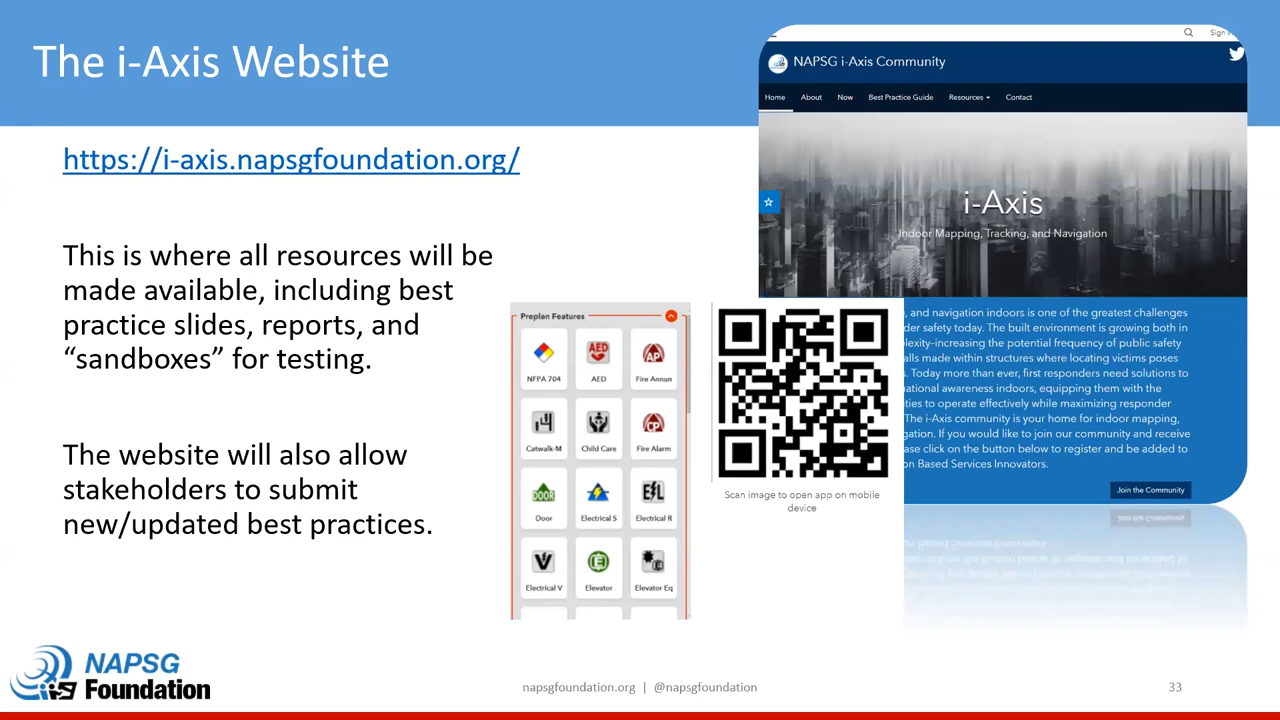 The i-Axis Website
https://i-axis.napsgfoundation.org/
This is where all resources will be
made available, including best
practice slides, reports, and
“sandboxes” for testing.
The website will also allow
stakeholders to submit
new/updated best practices.
Preplan Features
NFPA 704
AED
AED
AP
Fire Annun
Catwalk-M
Child Care
CP
Fire Alarm
DOOR
Door
Electrical S
E/L
Electrical R
V
Electrical V
E
Elevator
E
Elevator Eq
Scan image to open app on mobile
device
Sign
NAPSG i-Axis Community
Home About Now Best Practice Guide Resources Contact
i-Axis
Indoor Mapping, Tracking, and Navigation
, and navigation indoors is one of the greatest challenges
der safety today. The built environment is growing both in
plexity–increasing the potential frequency of public safety
alls made within structures where locating victims poses
s. Today more than ever, first responders need solutions to
national awareness indoors, equipping them with the
ties to operate effectively while maximizing responder
The i-Axis community is your home for indoor mapping,
gation. If you would like to join our community and receive
ase click on the button below to register and be added to
on Based Services Innovators.
Join the Community
NAPSG
Foundation
napsgfoundation.org | @napsgfoundation
33